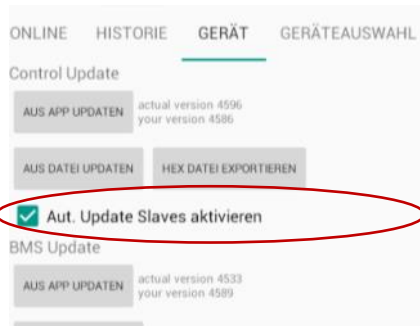 ONLINE HISTORIE GERÄT GERÄTEAUSWAHL
Control Update
AUS APP UPDATEN actual version 4596
your version 4586
AUS DATEI UPDATEN HEX DATEI EXPORTIEREN
Aut. Update Slaves aktivieren
BMS Update
AUS APP UPDATEN actual version 4533
your version 4589